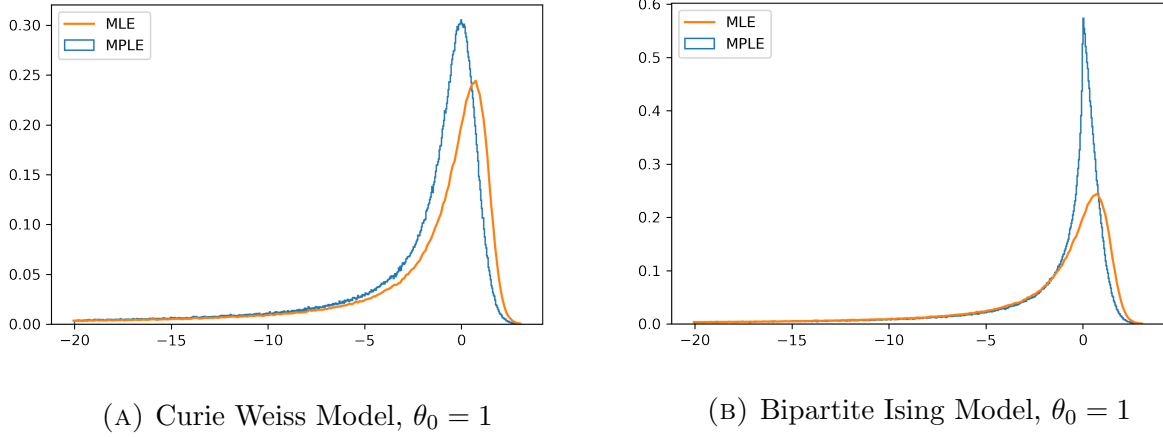 MLE
MPLE
0.30
0.25
0.20
0.15
0.10
0.05
0.00
−20 −15 −10 −5 0
(A) Curie Weiss Model, θ₀ = 1
MLE
MPLE
0.6
0.5
0.4
0.3
0.2
0.1
0.0
−20 −15 −10 −5 0
(B) Bipartite Ising Model, θ₀ = 1